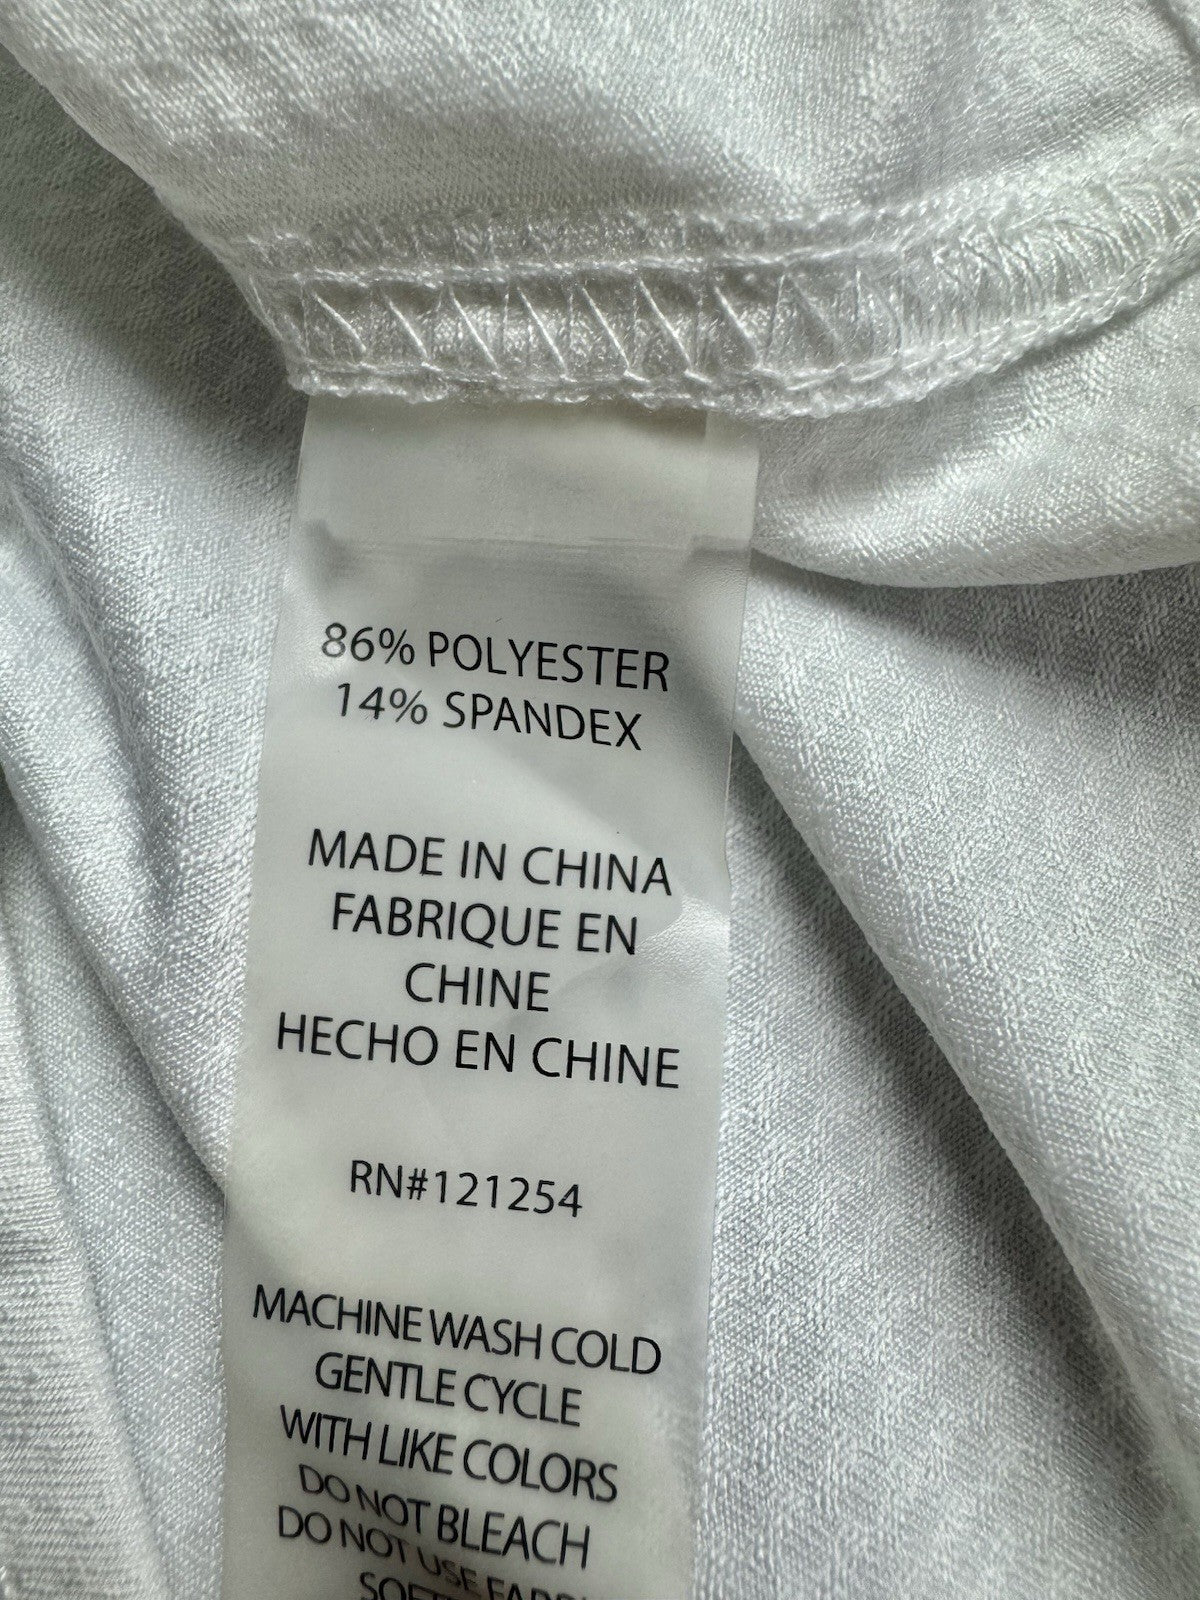 86% POLYESTER
14% SPANDEX
MADE IN CHINA
FABRIQUE EN
CHINE
HECHO EN CHINE
RN#121254
MACHINE WASH COLD
GENTLE CYCLE
WITH LIKE COLORS
DO NOT BLEACH
DO NOT USE